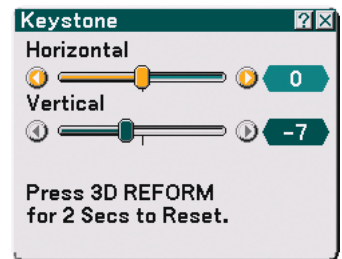 Keystone
Horizontal
0
Vertical
-7
Press 3D REFORM
for 2 Secs to Reset.